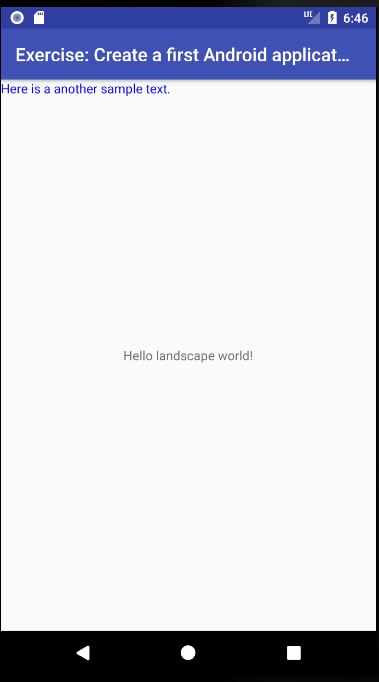 LTE 6:46
Exercise: Create a first Android applicat...
Here is a another sample text.
Hello landscape world!